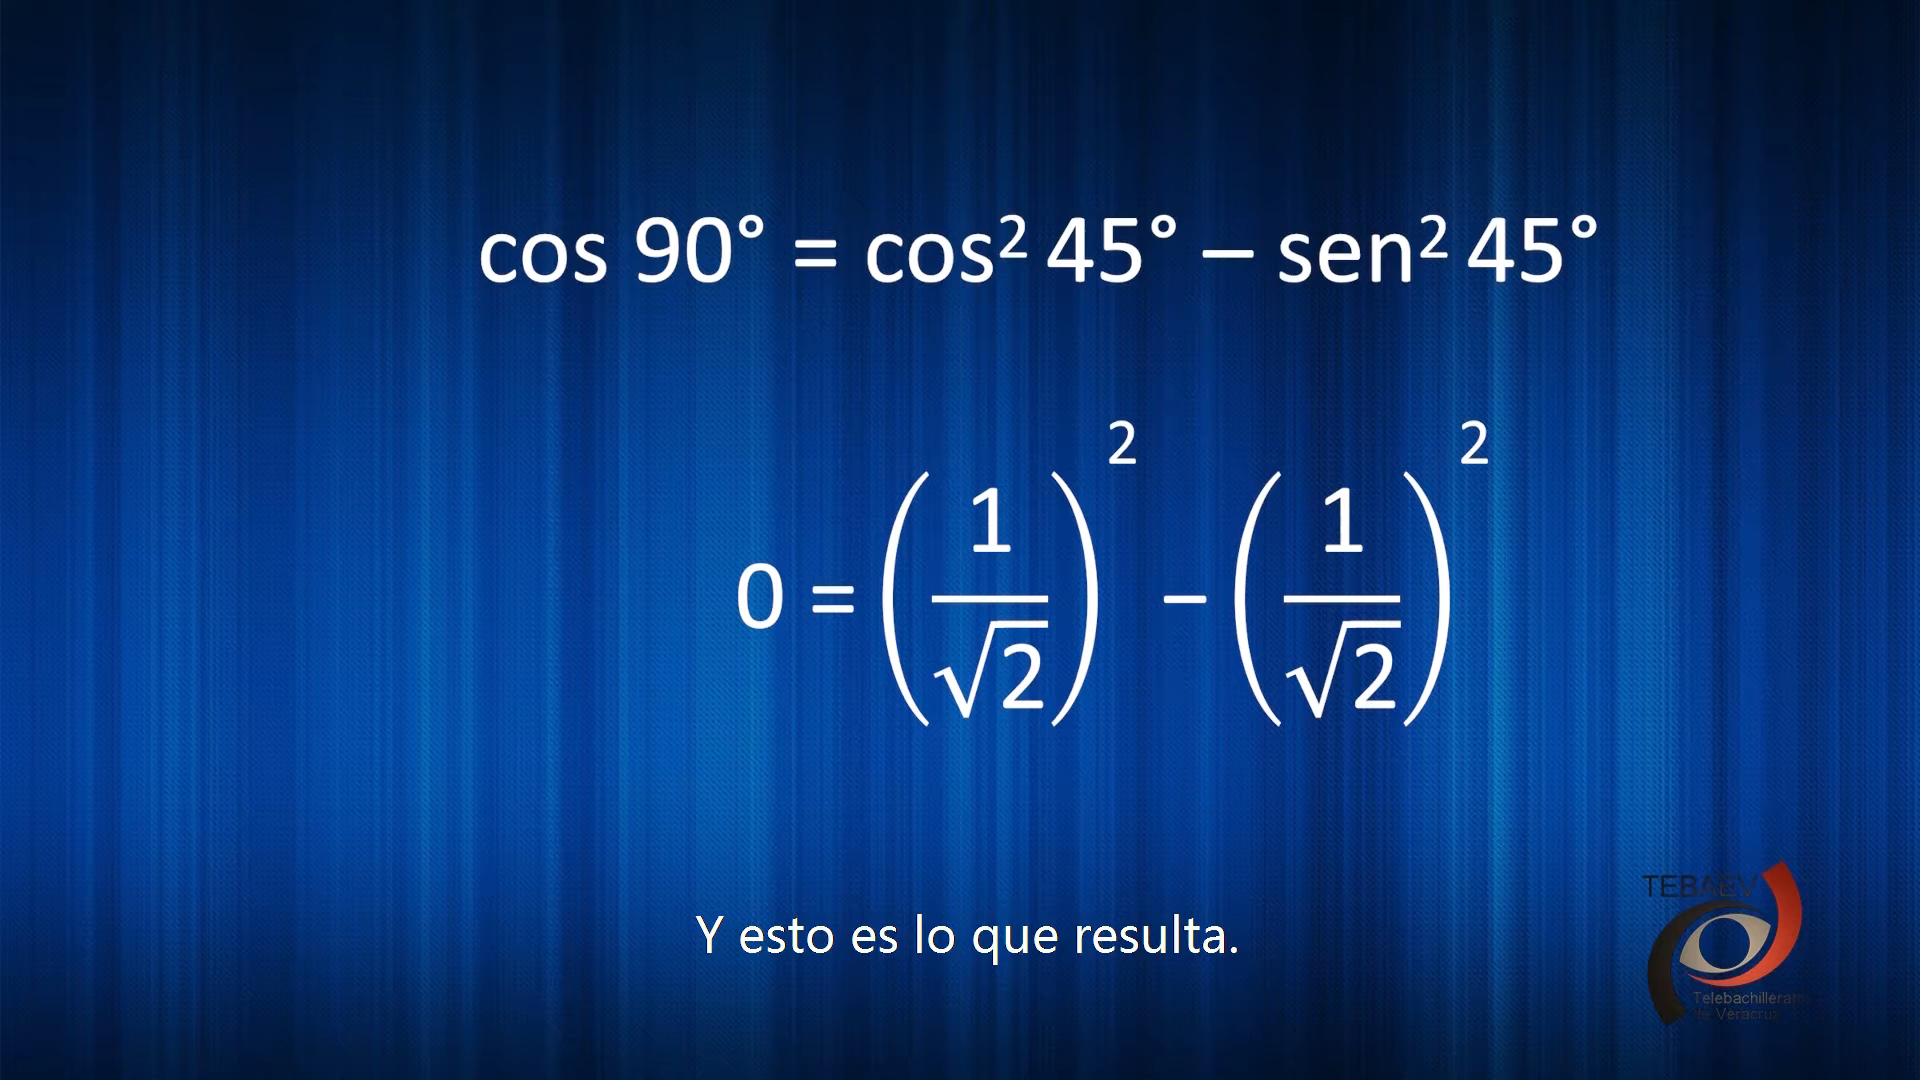 cos 90° = cos² 45° – sen² 45°
0 = (1/√2)² – (1/√2)²
Y esto es lo que resulta.
TEBAEV
Telebachillerato
de Veracruz